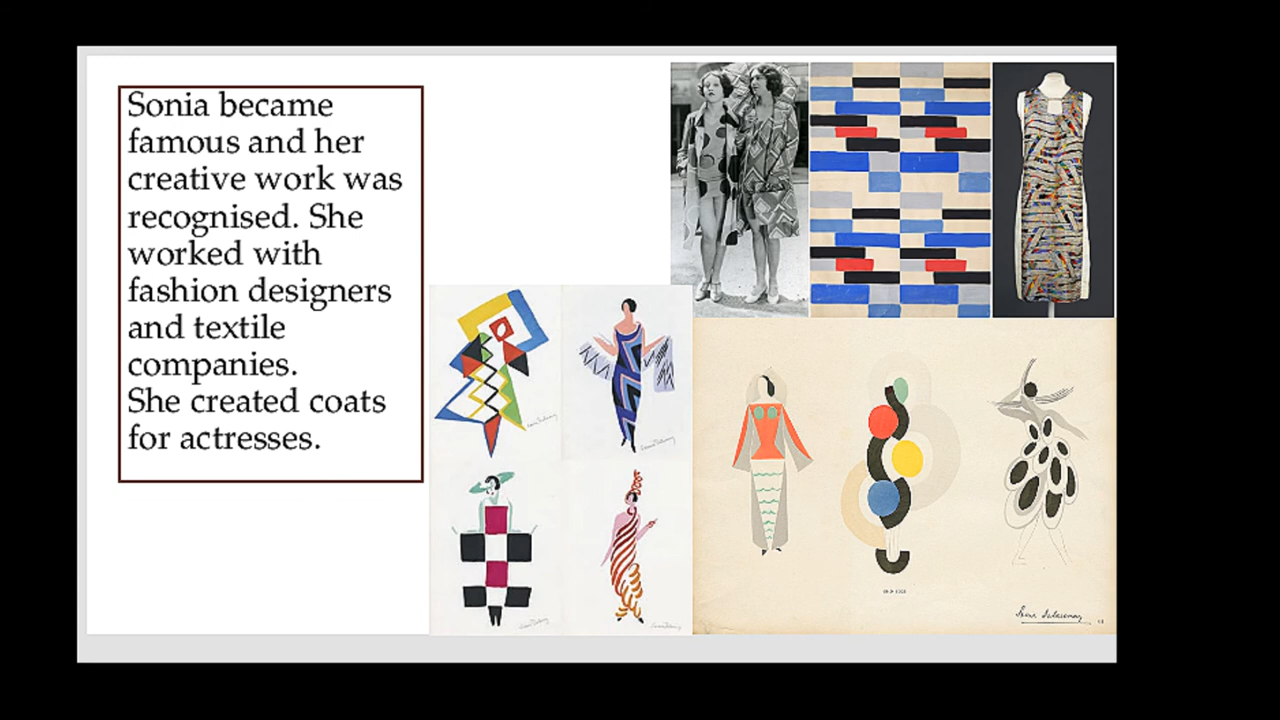 Sonia became
famous and her
creative work was
recognised. She
worked with
fashion designers
and textile
companies.
She created coats
for actresses.